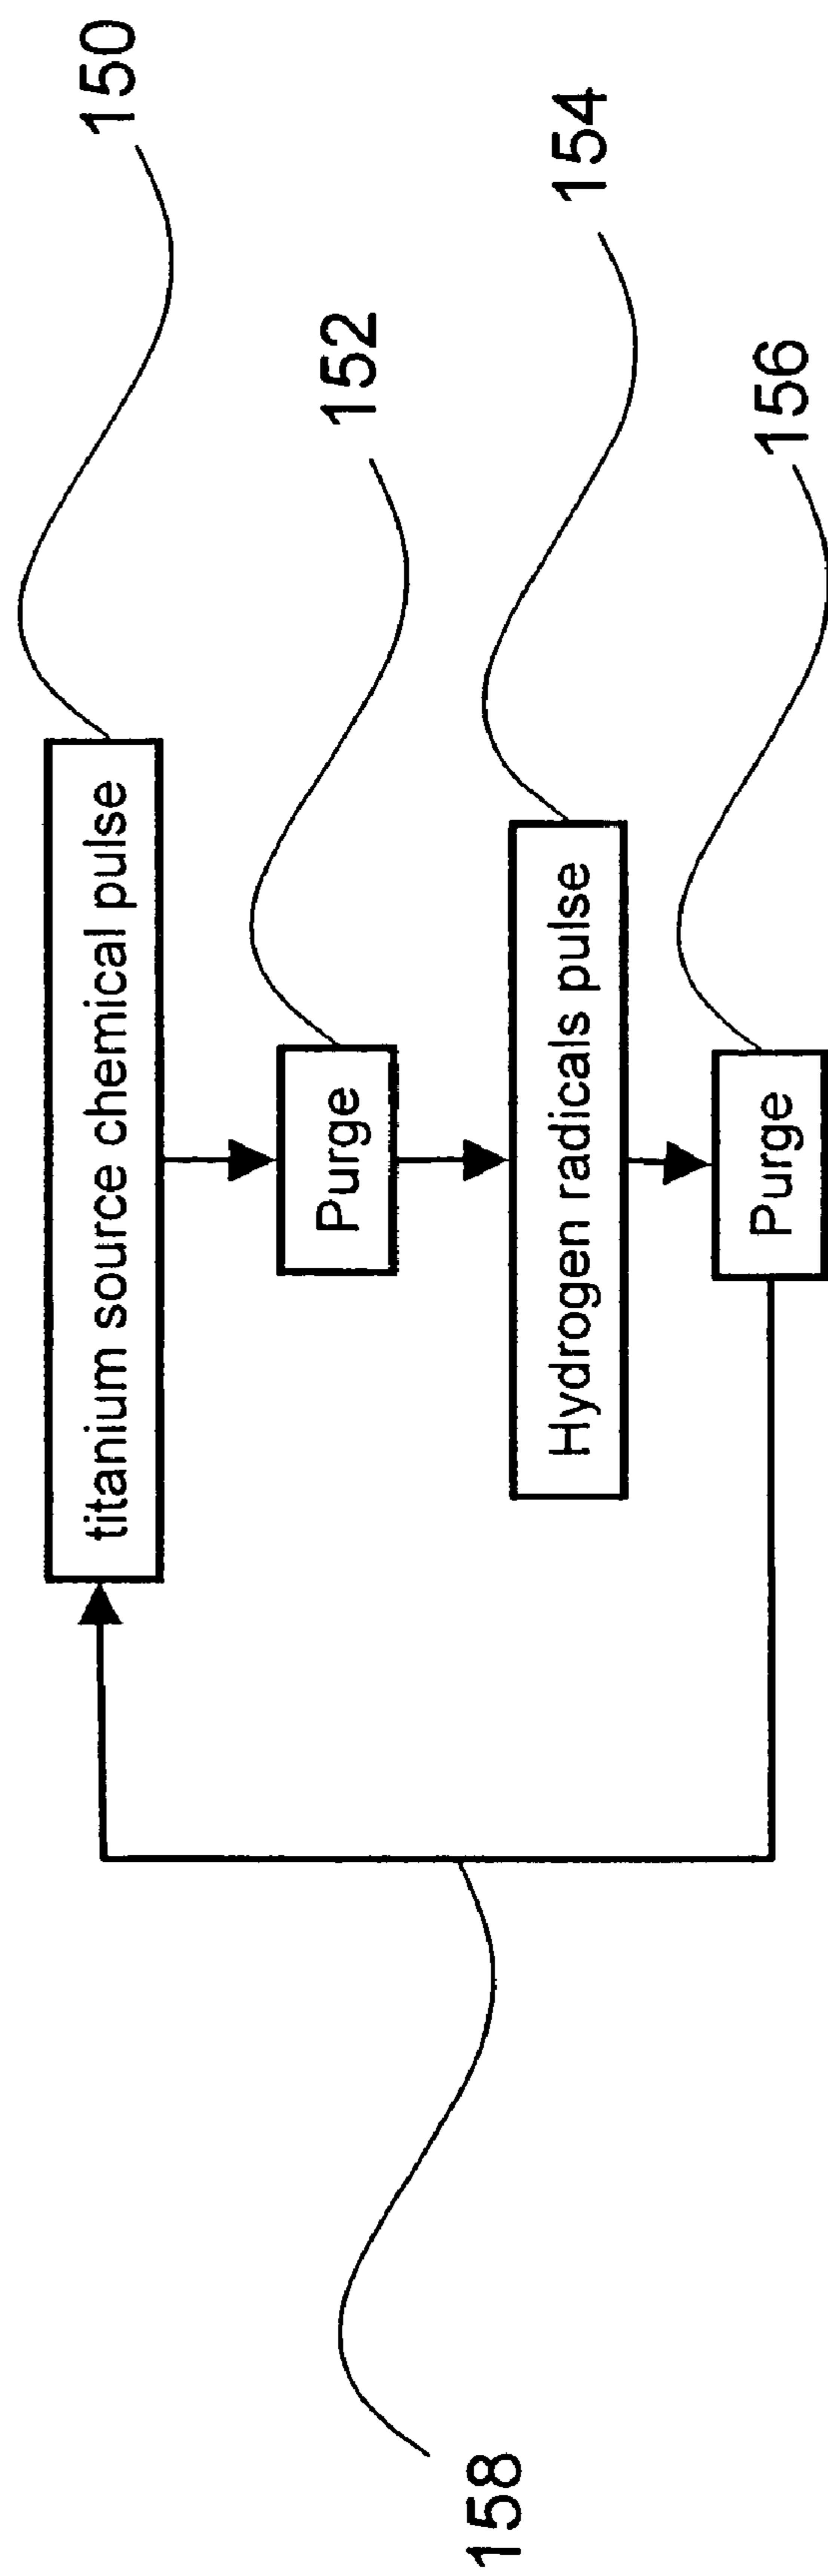 titanium source chemical pulse
150
Purge
152
Hydrogen radicals pulse
154
Purge
156
158